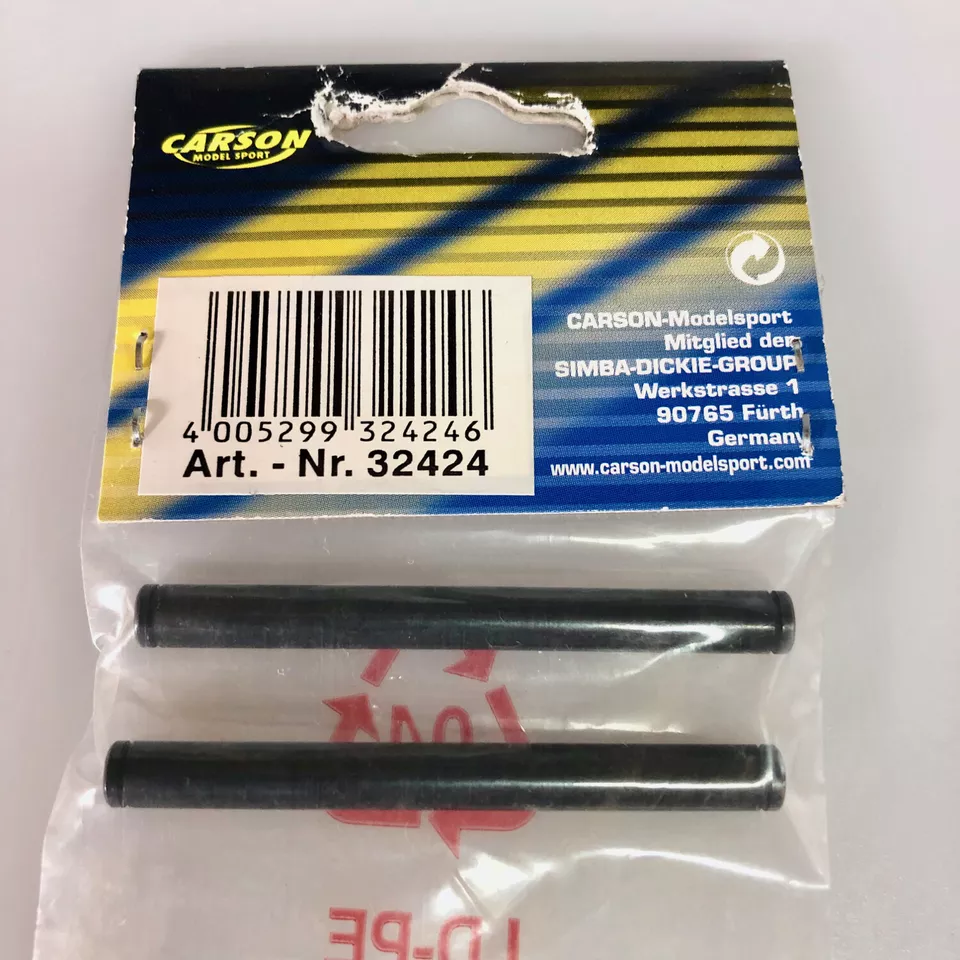 CARSON
MODEL SPORT
CARSON-Modelsport
Mitglied der
SIMBA-DICKIE-GROUP
Werkstrasse 1
90765 Fürth
Germany
www.carson-modelsport.com
4 005299 324246
Art. - Nr. 32424
04
LD-PE